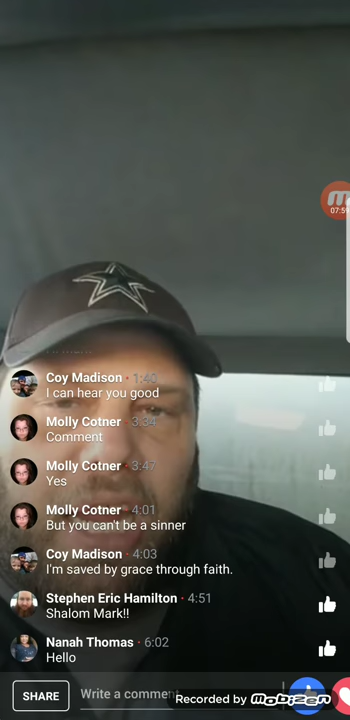 07:59
Coy Madison · 1:40
I can hear you good
Molly Cotner · 3:34
Comment
Molly Cotner · 3:47
Yes
Molly Cotner · 4:01
But you can't be a sinner
Coy Madison · 4:03
I'm saved by grace through faith.
Stephen Eric Hamilton · 4:51
Shalom Mark!!
Nanah Thomas · 6:02
Hello
SHARE
Write a comment
Recorded by Mobizen